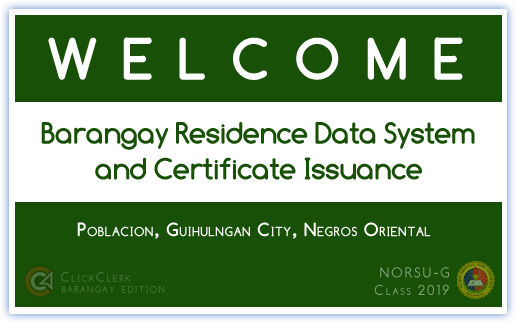 WELCOME
Barangay Residence Data System
and Certificate Issuance
Poblacion, Guihulngan City, Negros Oriental
ClickClerk
BARANGAY EDITION
NORSU-G
Class 2019